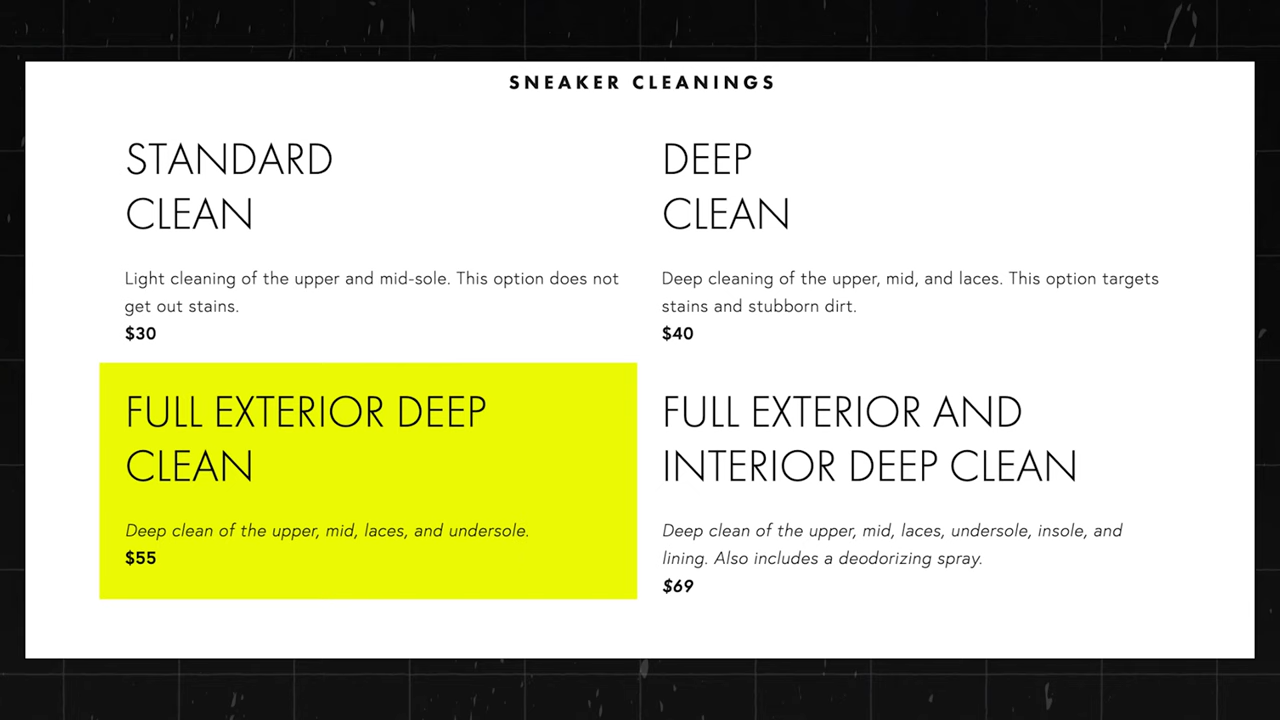 SNEAKER CLEANINGS
STANDARD
CLEAN
Light cleaning of the upper and mid-sole. This option does not
get out stains.
$30
DEEP
CLEAN
Deep cleaning of the upper, mid, and laces. This option targets
stains and stubborn dirt.
$40
FULL EXTERIOR DEEP
CLEAN
Deep clean of the upper, mid, laces, and undersole.
$55
FULL EXTERIOR AND
INTERIOR DEEP CLEAN
Deep clean of the upper, mid, laces, undersole, insole, and
lining. Also includes a deodorizing spray.
$69